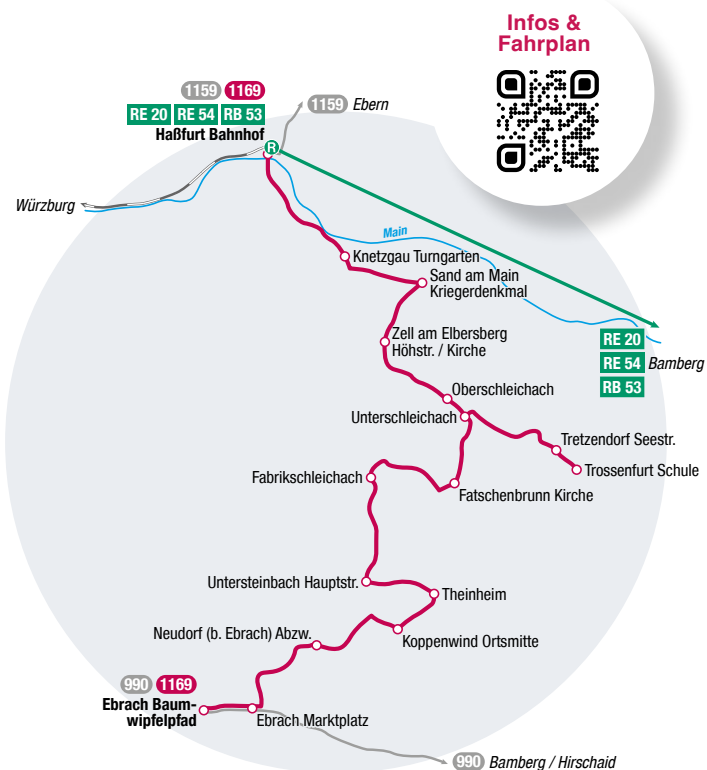 Infos &
Fahrplan
1159 1169
RE 20 RE 54 RB 53
Haßfurt Bahnhof
R
1159 Ebern
Würzburg
Main
Knetzgau Turngarten
Sand am Main
Kriegerdenkmal
Zell am Elbersberg
Höhstr. / Kirche
RE 20
RE 54 Bamberg
RB 53
Oberschleichach
Unterschleichach
Tretzendorf Seestr.
Trossenfurt Schule
Fabrikschleichach
Fatschenbrunn Kirche
Untersteinbach Hauptstr.
Theinheim
Neudorf (b. Ebrach) Abzw.
Koppenwind Ortsmitte
990 1169
Ebrach Baum-
wipfelpfad
Ebrach Marktplatz
990 Bamberg / Hirschaid